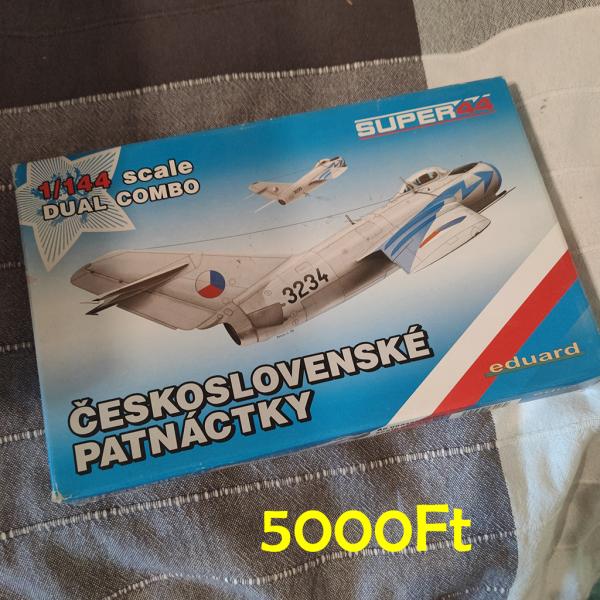 SUPER44
1/144 scale
DUAL COMBO
3234
ČESKOSLOVENSKÉ
PATNÁCTKY
eduard
5000Ft